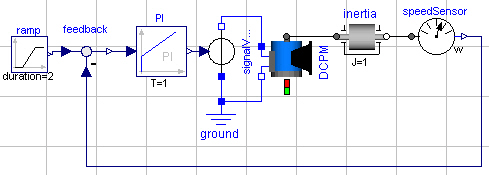 ramp
duration=2
feedback
-
PI
PI
T=1
signalV...
ground
DCPM
inertia
J=1
speedSensor
w